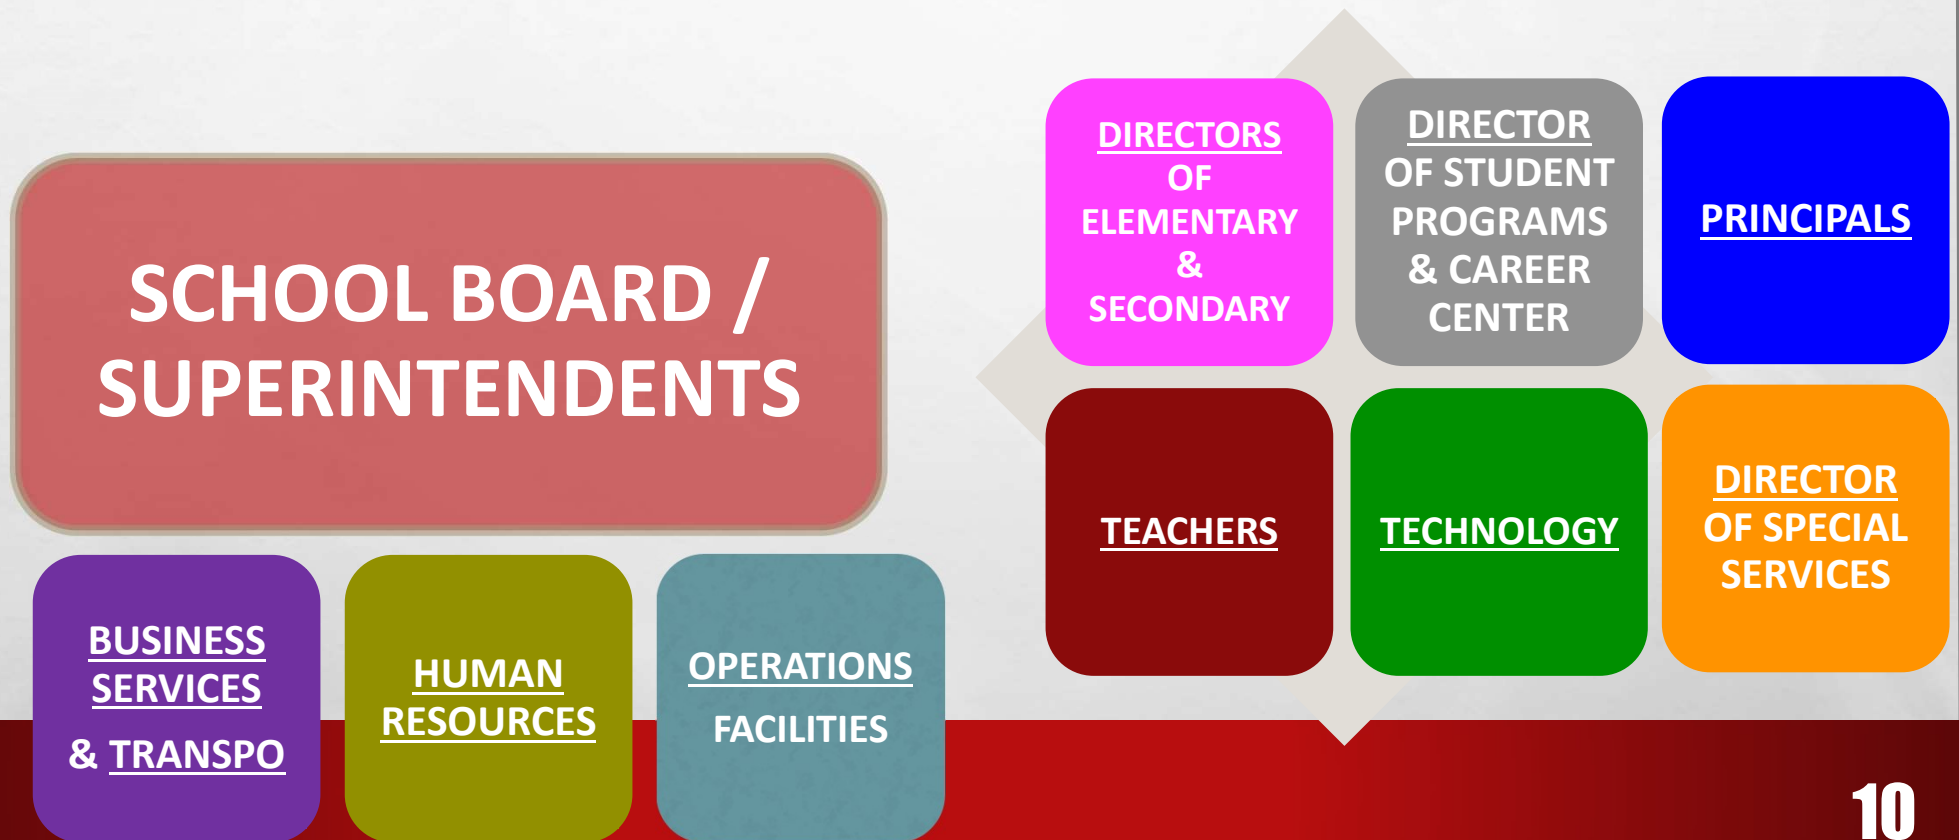 SCHOOL BOARD /
SUPERINTENDENTS
BUSINESS
SERVICES
& TRANSPO
HUMAN
RESOURCES
OPERATIONS
FACILITIES
DIRECTORS
OF
ELEMENTARY
&
SECONDARY
DIRECTOR
OF STUDENT
PROGRAMS
& CAREER
CENTER
PRINCIPALS
TEACHERS
TECHNOLOGY
DIRECTOR
OF SPECIAL
SERVICES
10